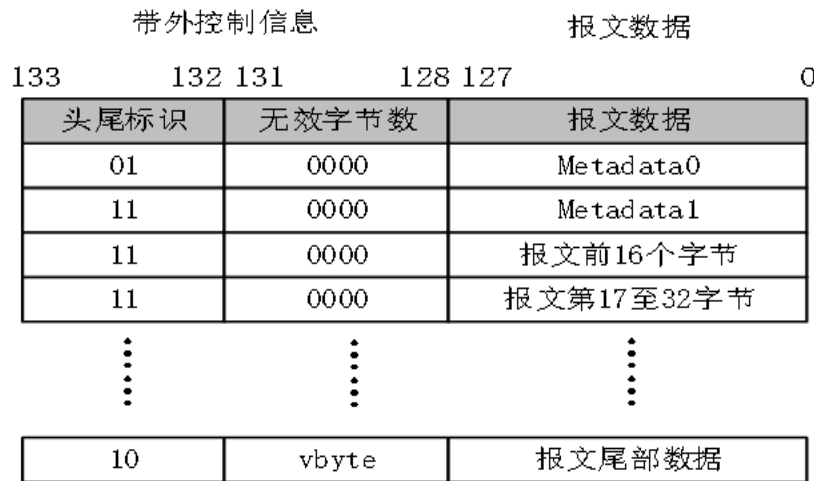 带外控制信息 报文数据
133 132 131 128 127 0
头尾标识 无效字节数 报文数据
01 0000 Metadata0
11 0000 Metadata1
11 0000 报文前16个字节
11 0000 报文第17至32字节
10 vbyte 报文尾部数据